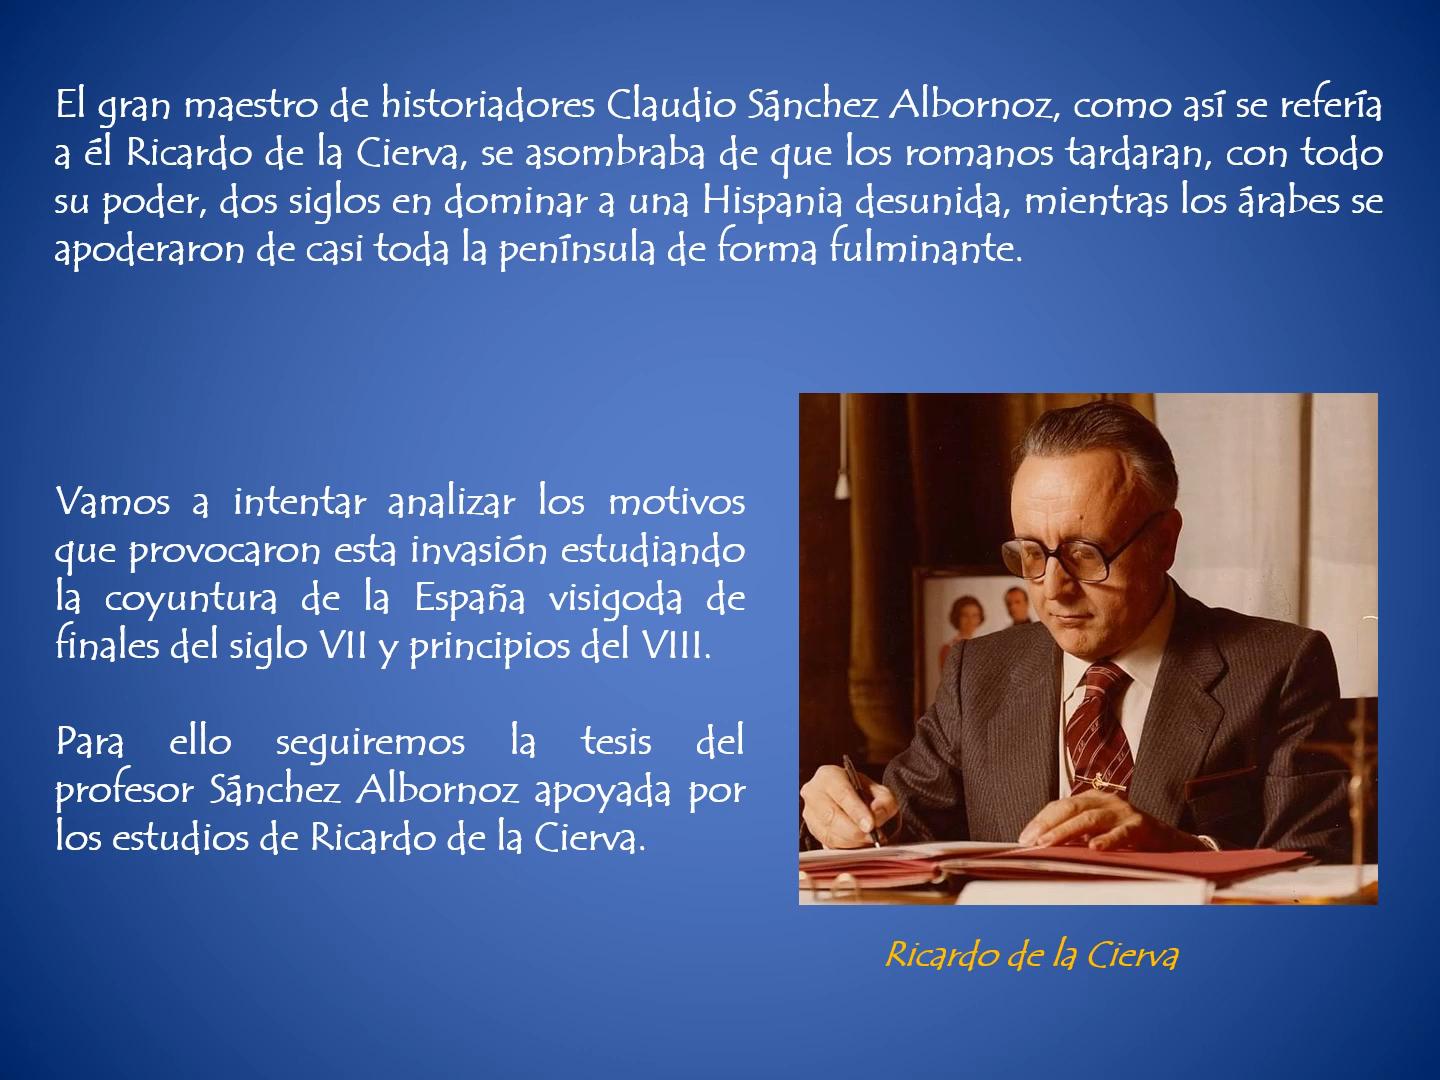 El gran maestro de historiadores Claudio Sánchez Albornoz, como así se refería
a él Ricardo de la Cierva, se asombraba de que los romanos tardaran, con todo
su poder, dos siglos en dominar a una Hispania desunida, mientras los árabes se
apoderaron de casi toda la península de forma fulminante.
Vamos a intentar analizar los motivos
que provocaron esta invasión estudiando
la coyuntura de la España visigoda de
finales del siglo VII y principios del VIII.
Para ello seguiremos la tesis del
profesor Sánchez Albornoz apoyada por
los estudios de Ricardo de la Cierva.
Ricardo de la Cierva